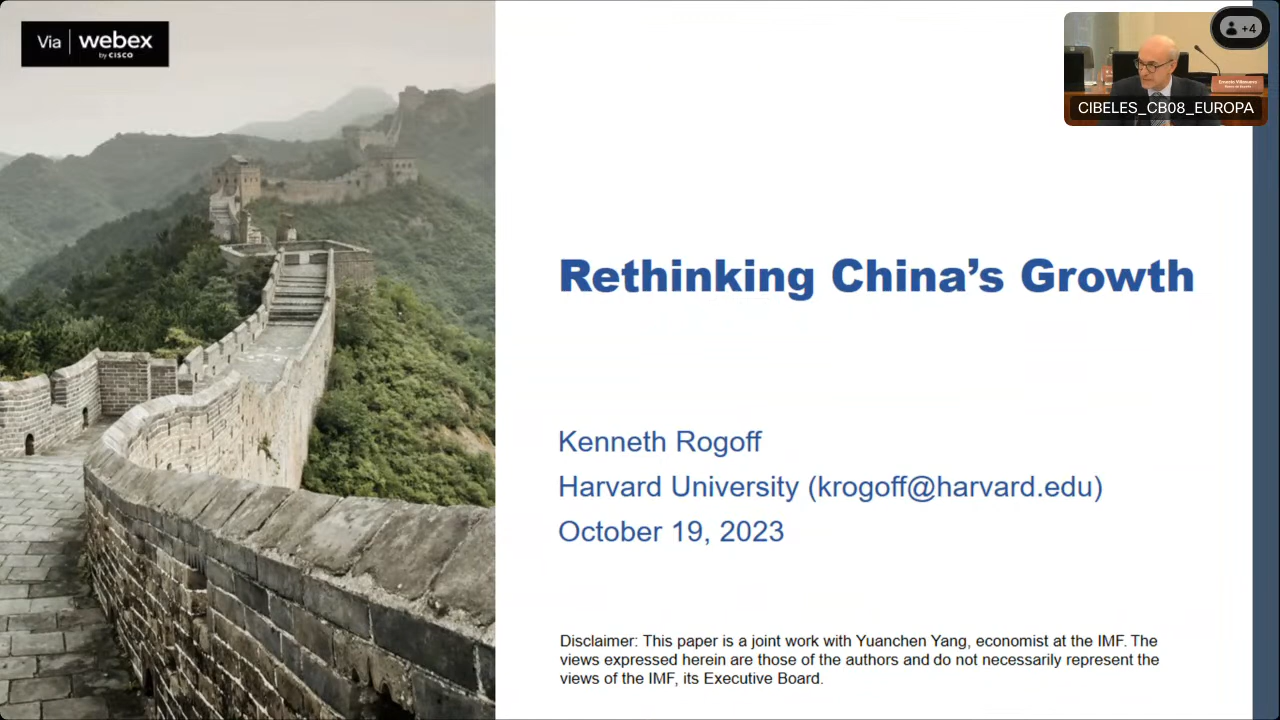 Via webex
by CISCO
+4
Ernesto Villanueva
CIBELES_CB08_EUROPA
Rethinking China’s Growth
Kenneth Rogoff
Harvard University (krogoff@harvard.edu)
October 19, 2023
Disclaimer: This paper is a joint work with Yuanchen Yang, economist at the IMF. The
views expressed herein are those of the authors and do not necessarily represent the
views of the IMF, its Executive Board.